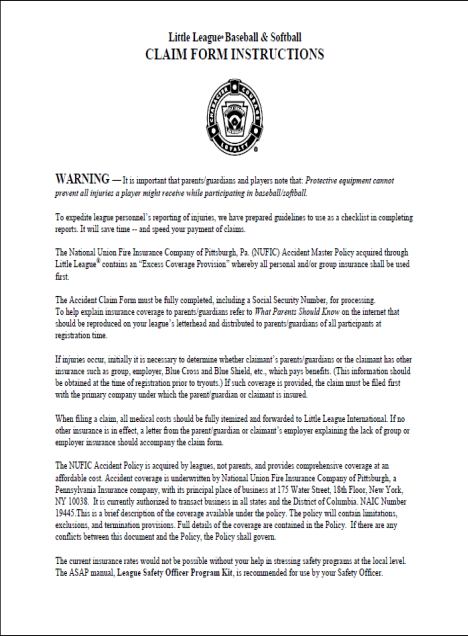 Little League® Baseball & Softball
CLAIM FORM INSTRUCTIONS
CHARACTER COURAGE
LOYALTY
®
WARNING — It is important that parents/guardians and players note that: Protective equipment cannot
prevent all injuries a player might receive while participating in baseball/softball.
To expedite league personnel's reporting of injuries, we have prepared guidelines to use as a checklist in completing
reports. It will save time -- and speed your payment of claims.
The National Union Fire Insurance Company of Pittsburgh, Pa. (NUFIC) Accident Master Policy acquired through
Little League® contains an "Excess Coverage Provision" whereby all personal and/or group insurance shall be used
first.
The Accident Claim Form must be fully completed, including a Social Security Number, for processing.
To help explain insurance coverage to parents/guardians refer to What Parents Should Know on the internet that
should be reproduced on your league's letterhead and distributed to parents/guardians of all participants at
registration time.
If injuries occur, initially it is necessary to determine whether claimant's parents/guardians or the claimant has other
insurance such as group, employer, Blue Cross and Blue Shield, etc., which pays benefits. (This information should
be obtained at the time of registration prior to tryouts.) If such coverage is provided, the claim must be filed first
with the primary company under which the parent/guardian or claimant is insured.
When filing a claim, all medical costs should be fully itemized and forwarded to Little League International. If no
other insurance is in effect, a letter from the parent/guardian or claimant's employer explaining the lack of group or
employer insurance should accompany the claim form.
The NUFIC Accident Policy is acquired by leagues, not parents, and provides comprehensive coverage at an
affordable cost. Accident coverage is underwritten by National Union Fire Insurance Company of Pittsburgh, a
Pennsylvania Insurance company, with its principal place of business at 175 Water Street, 18th Floor, New York,
NY 10038. It is currently authorized to transact business in all states and the District of Columbia. NAIC Number
19445.This is a brief description of the coverage available under the policy. The policy will contain limitations,
exclusions, and termination provisions. Full details of the coverage are contained in the Policy. If there are any
conflicts between this document and the Policy, the Policy shall govern.
The current insurance rates would not be possible without your help in stressing safety programs at the local level.
The ASAP manual, League Safety Officer Program Kit, is recommended for use by your Safety Officer.